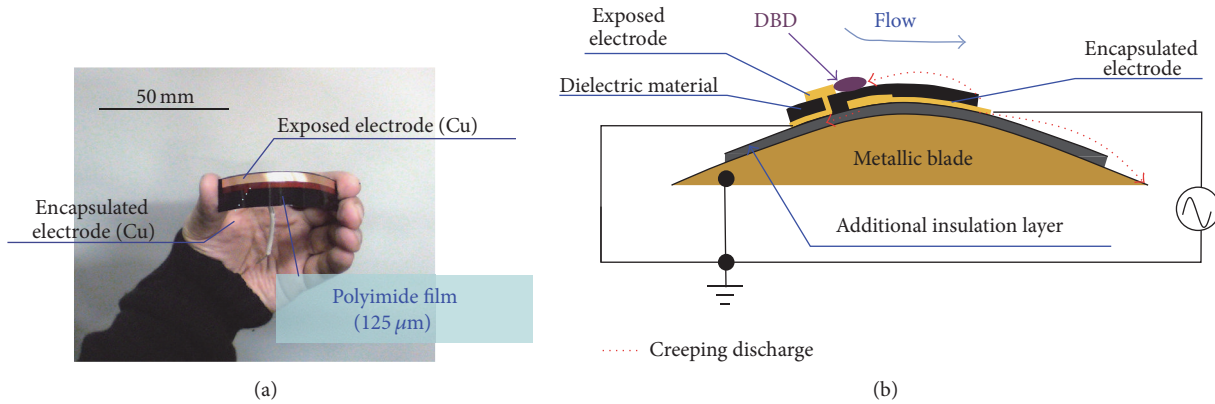 50 mm
Exposed electrode (Cu)
Encapsulated
electrode (Cu)
Polyimide film
(125 μm)
(a)
Exposed
electrode
DBD
Flow
Encapsulated
electrode
Dielectric material
Metallic blade
Additional insulation layer
Creeping discharge
(b)